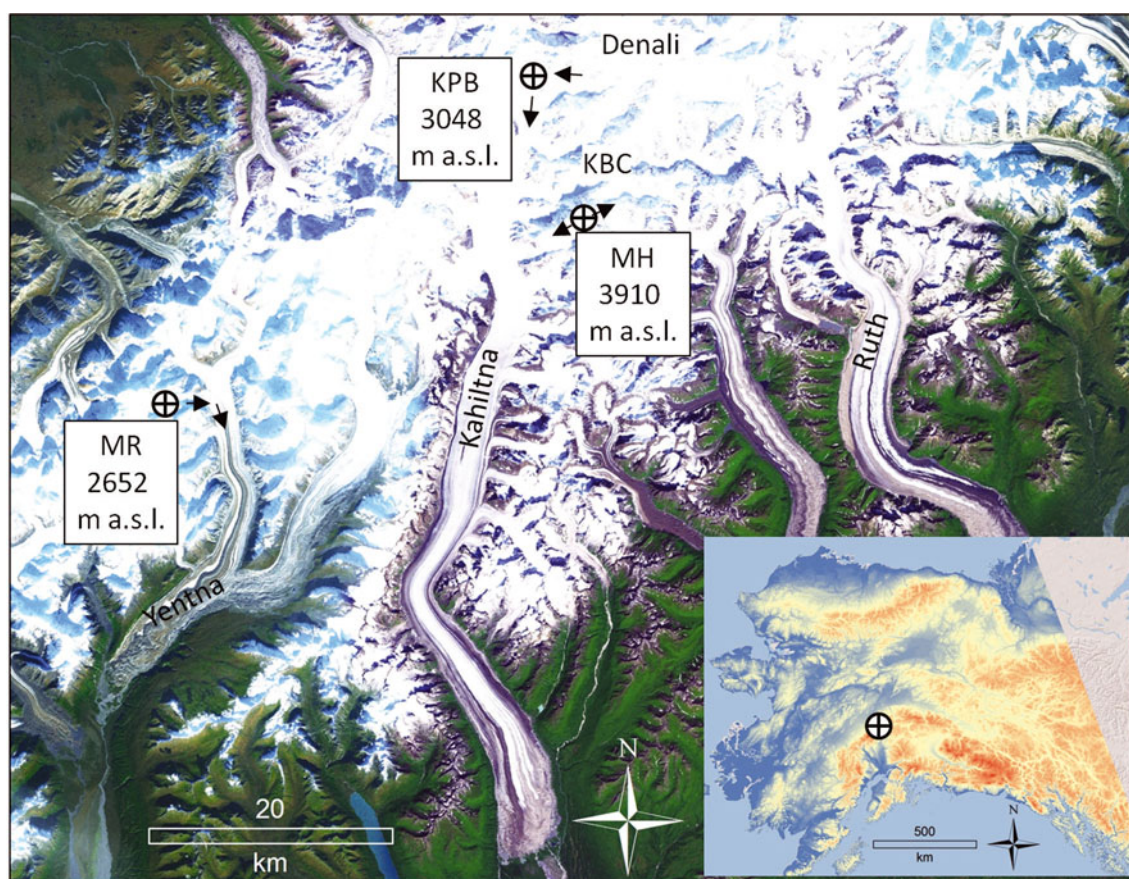 Denali
KPB
3048
m a.s.l.
KBC
MH
3910
m a.s.l.
Ruth
Kahiltna
MR
2652
m a.s.l.
Yentna
20
km
N
500
km
N